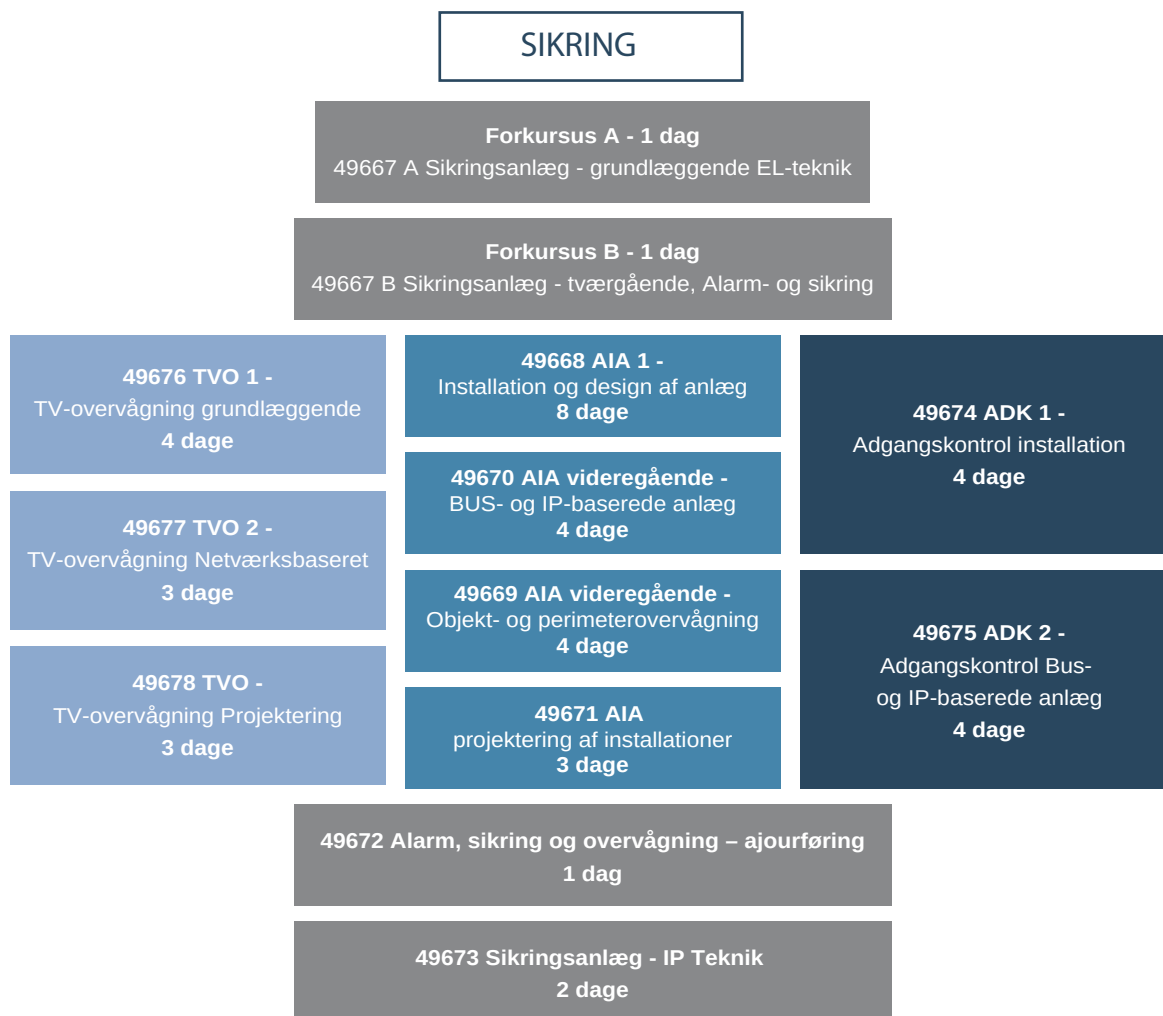 SIKRING
Forkursus A - 1 dag
49667 A Sikringsanlæg - grundlæggende EL-teknik
Forkursus B - 1 dag
49667 B Sikringsanlæg - tværgående, Alarm- og sikring
49676 TVO 1 -
TV-overvågning grundlæggende
4 dage
49677 TVO 2 -
TV-overvågning Netværksbaseret
3 dage
49678 TVO -
TV-overvågning Projektering
3 dage
49668 AIA 1 -
Installation og design af anlæg
8 dage
49670 AIA videregående -
BUS- og IP-baserede anlæg
4 dage
49669 AIA videregående -
Objekt- og perimeterovervågning
4 dage
49671 AIA
projektering af installationer
3 dage
49674 ADK 1 -
Adgangskontrol installation
4 dage
49675 ADK 2 -
Adgangskontrol Bus-
og IP-baserede anlæg
4 dage
49672 Alarm, sikring og overvågning – ajourføring
1 dag
49673 Sikringsanlæg - IP Teknik
2 dage